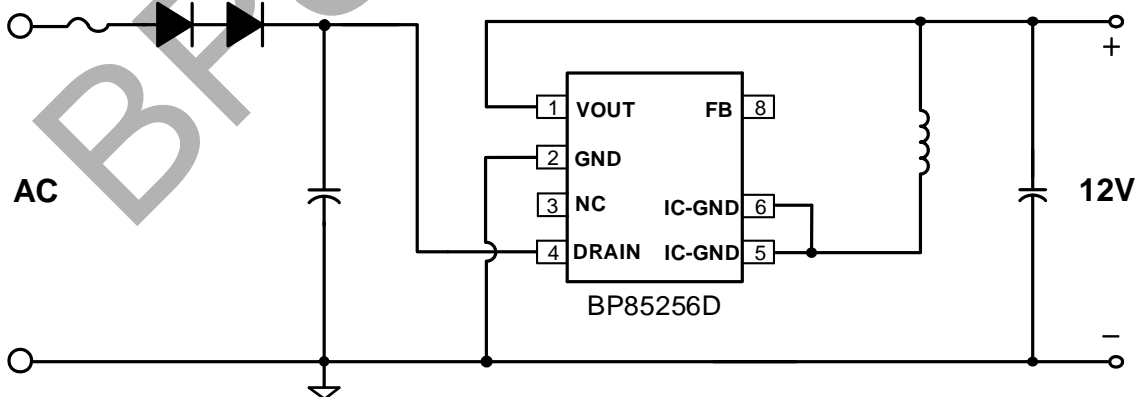 BP
1 VOUT FB 8
2 GND
AC 3 NC IC-GND 6 12V
4 DRAIN IC-GND 5
BP85256D
+
−